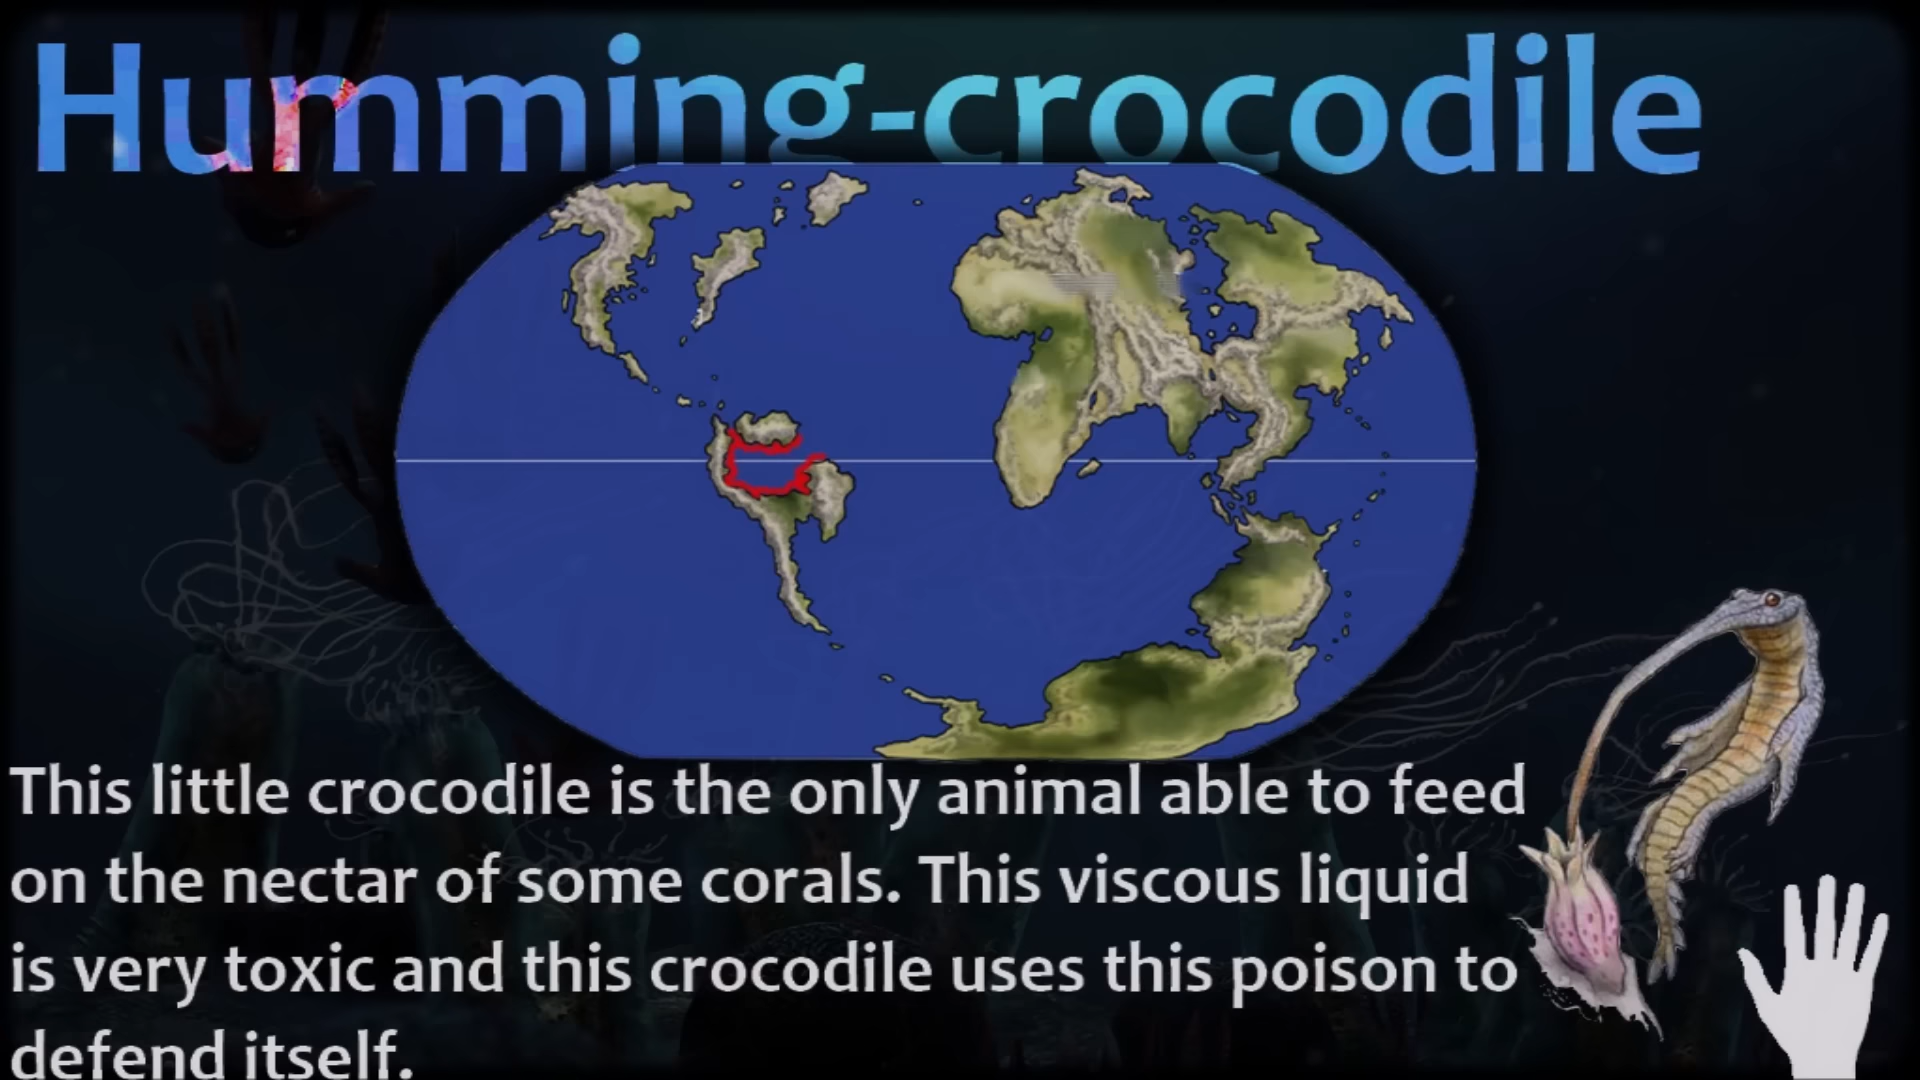 Humming-crocodile
This little crocodile is the only animal able to feed
on the nectar of some corals. This viscous liquid
is very toxic and this crocodile uses this poison to
defend itself.